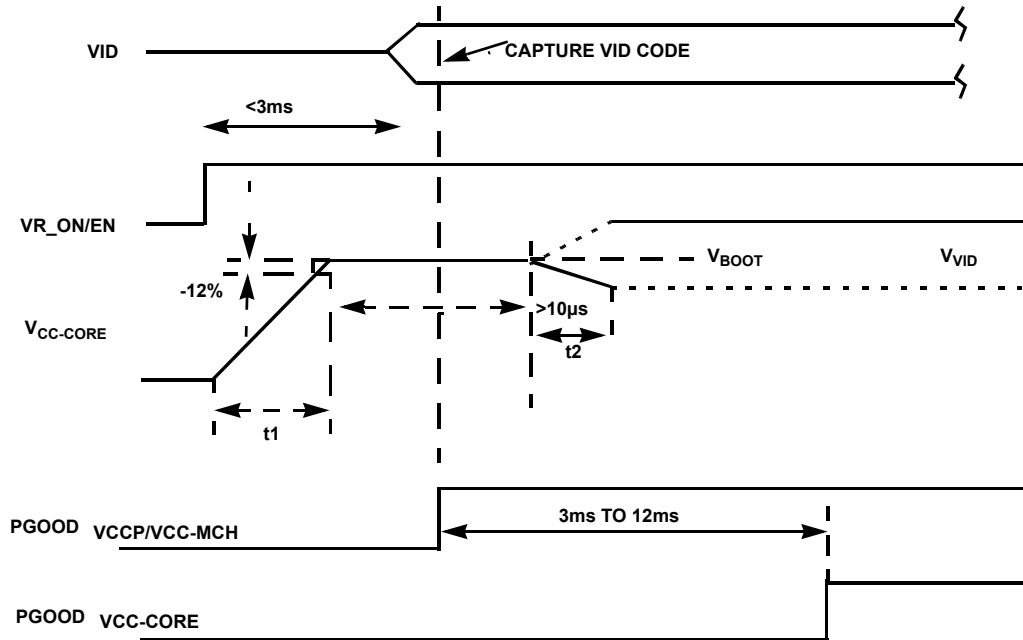 VID
CAPTURE VID CODE
<3ms
VR_ON/EN
-12%
VBOOT
VVID
>10µs
VCC-CORE
t2
t1
3ms TO 12ms
PGOOD VCCP/VCC-MCH
PGOOD VCC-CORE